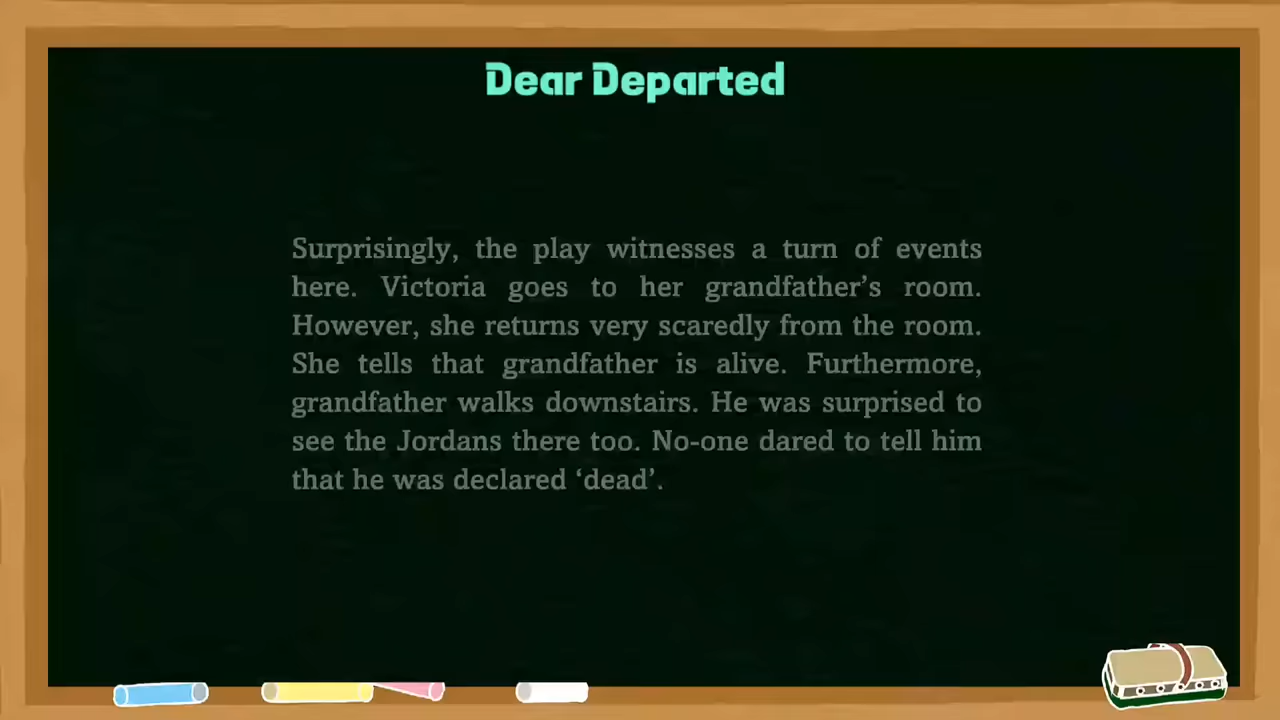 Dear Departed
Surprisingly, the play witnesses a turn of events
here. Victoria goes to her grandfather’s room.
However, she returns very scaredly from the room.
She tells that grandfather is alive. Furthermore,
grandfather walks downstairs. He was surprised to
see the Jordans there too. No-one dared to tell him
that he was declared ‘dead’.